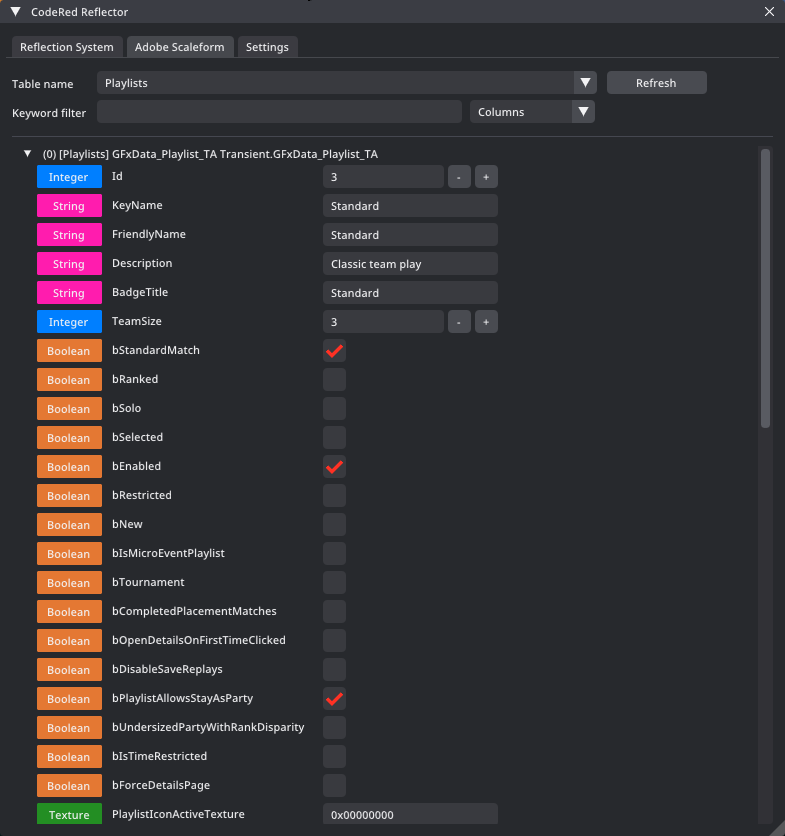 CodeRed Reflector
Reflection System Adobe Scaleform Settings
Table name Playlists Refresh
Keyword filter Columns
(0) [Playlists] GFxData_Playlist_TA Transient.GFxData_Playlist_TA
Integer Id 3 - +
String KeyName Standard
String FriendlyName Standard
String Description Classic team play
String BadgeTitle Standard
Integer TeamSize 3 - +
Boolean bStandardMatch
Boolean bRanked
Boolean bSolo
Boolean bSelected
Boolean bEnabled
Boolean bRestricted
Boolean bNew
Boolean bIsMicroEventPlaylist
Boolean bTournament
Boolean bCompletedPlacementMatches
Boolean bOpenDetailsOnFirstTimeClicked
Boolean bDisableSaveReplays
Boolean bPlaylistAllowsStayAsParty
Boolean bUndersizedPartyWithRankDisparity
Boolean bIsTimeRestricted
Boolean bForceDetailsPage
Texture PlaylistIconActiveTexture 0x00000000